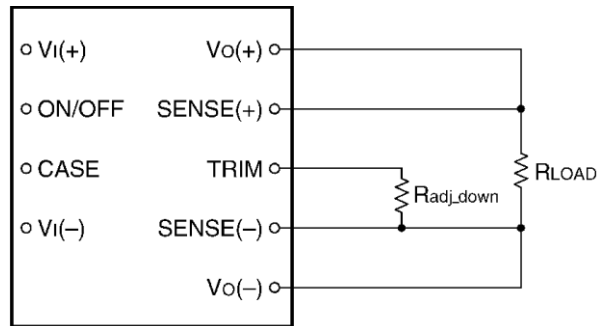 VI(+) VO(+)
ON/OFF SENSE(+)
CASE TRIM
RLOAD
Radj_down
VI(–) SENSE(–)
VO(–)